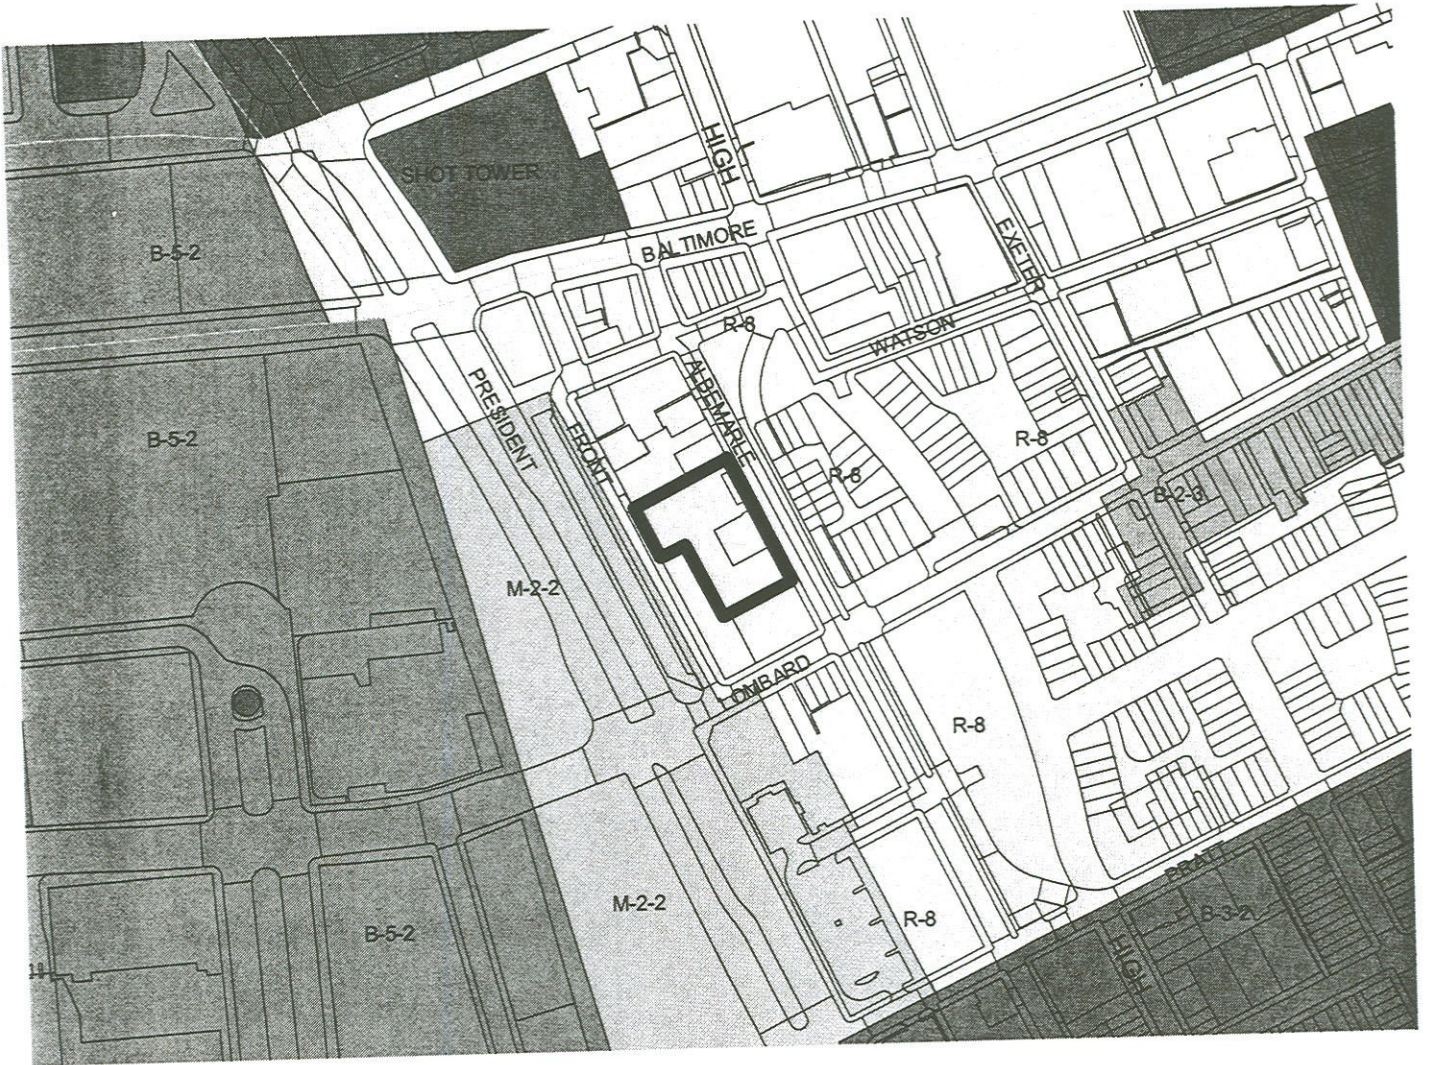 HIGH
SHOT TOWER
BALTIMORE
EXETER
B-5-2
R-8
WATSON
ALBEMARLE
PRESIDENT
FRONT
B-5-2
R-8
R-8
B-2-3
M-2-2
OMBARD
R-8
PRATT
M-2-2
B-5-2
R-8
B-3-2
HIGH